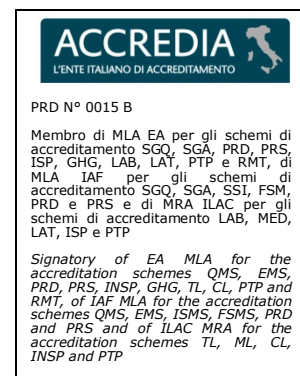 ACCREDIA
L'ENTE ITALIANO DI ACCREDITAMENTO
PRD N° 0015 B
Membro di MLA EA per gli schemi di
accreditamento SGQ, SGA, PRD, PRS,
ISP, GHG, LAB, LAT, PTP e RMT, di
MLA IAF per gli schemi di
accreditamento SGQ, SGA, SSI, FSM,
PRD e PRS e di MRA ILAC per gli
schemi di accreditamento LAB, MED,
LAT, ISP e PTP
Signatory of EA MLA for the
accreditation schemes QMS, EMS,
PRD, PRS, INSP, GHG, TL, CL, PTP and
RMT, of IAF MLA for the accreditation
schemes QMS, EMS, ISMS, FSMS, PRD
and PRS and of ILAC MRA for the
accreditation schemes TL, ML, CL,
INSP and PTP